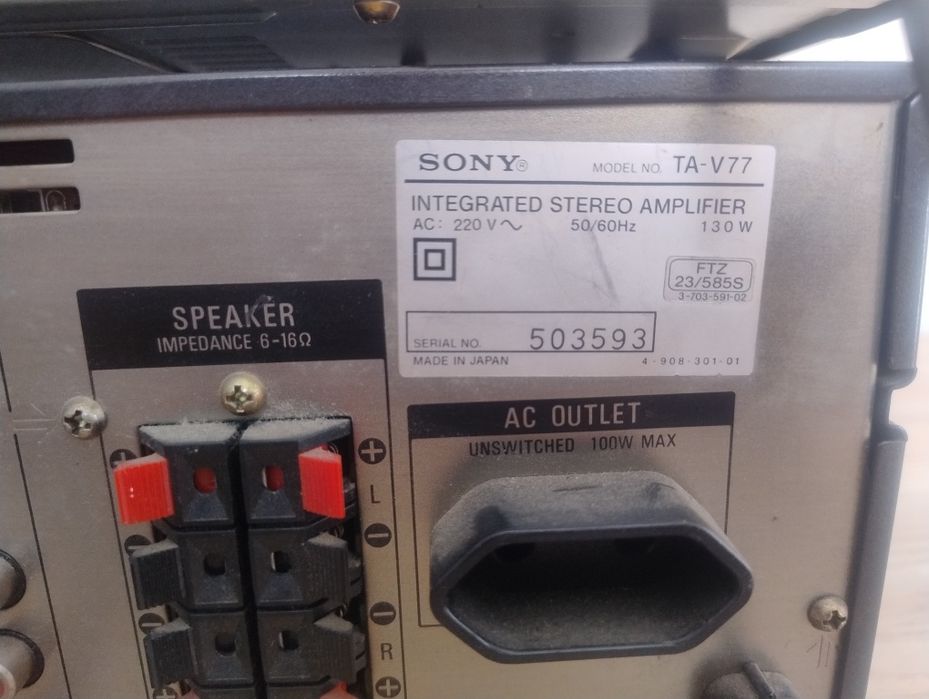 SONY® MODEL NO. TA-V77
INTEGRATED STEREO AMPLIFIER
AC: 220 V~ 50/60Hz 130 W
FTZ
23/585S
3-703-591-02
SERIAL NO. 503593
MADE IN JAPAN 4-908-301-01
SPEAKER
IMPEDANCE 6-16Ω
+
L
−
−
R
+
AC OUTLET
UNSWITCHED 100W MAX